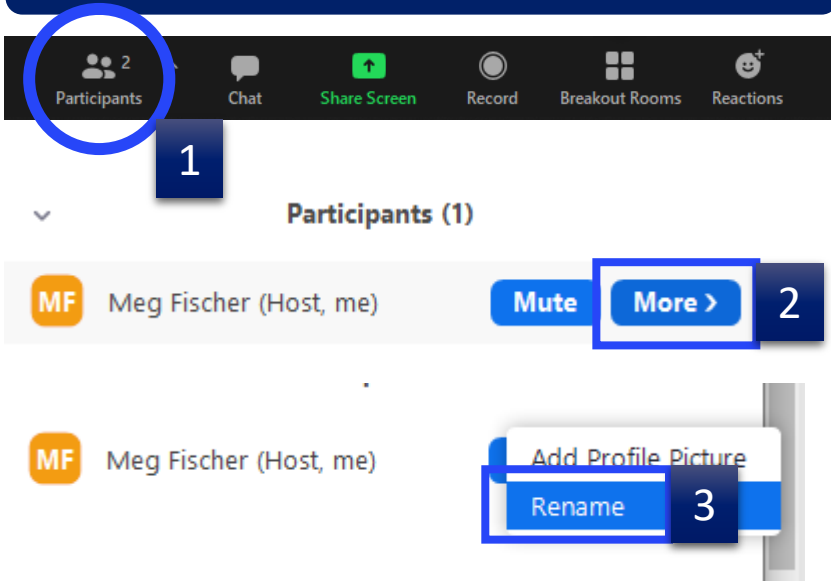 2
Participants Chat Share Screen Record Breakout Rooms Reactions
1
Participants (1)
MF Meg Fischer (Host, me) Mute More > 2
MF Meg Fischer (Host, me) Add Profile Picture
Rename 3